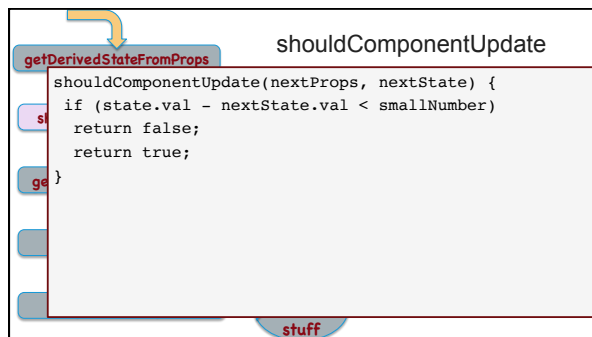 shouldComponentUpdate
getDerivedStateFromProps
shouldComponentUpdate(nextProps, nextState) {
if (state.val - nextState.val < smallNumber)
return false;
return true;
}
stuff